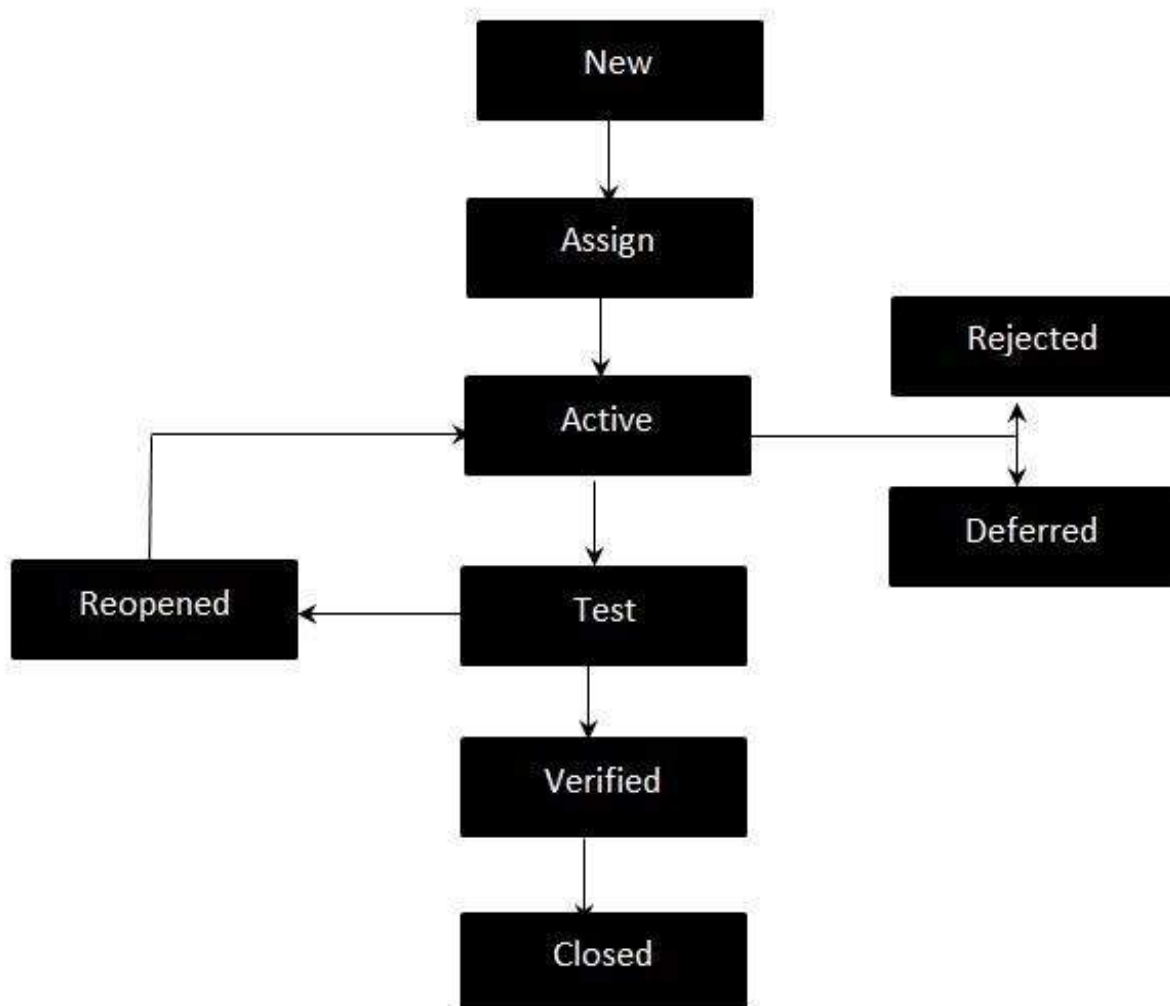 New
Assign
Rejected
Active
Deferred
Reopened
Test
Verified
Closed